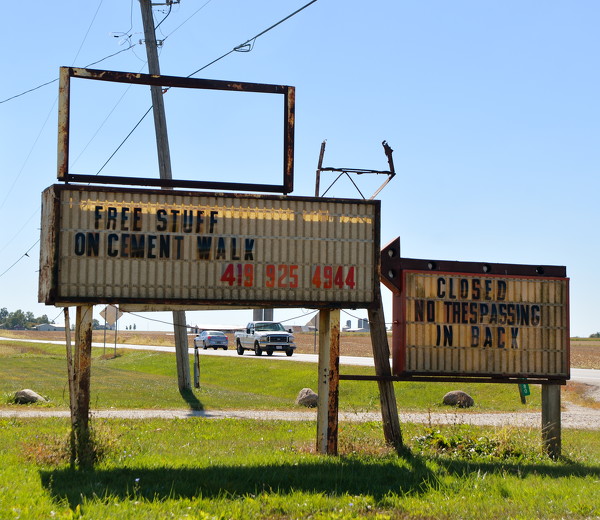 FREE STUFF
ON CEMENT WALK
419 925 4944
CLOSED
NO TRESPASSING
IN BACK